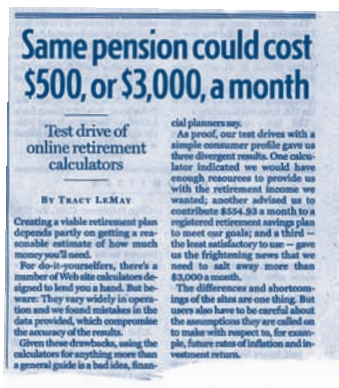 Same pension could cost
$500, or $3,000, a month
Test drive of
online retirement
calculators
BY TRACY LEMAY
Creating a viable retirement plan
depends partly on getting a rea-
sonable estimate of how much
money you'll need.
For do-it-yourselfers, there's a
number of Web site calculators de-
signed to lend you a hand. But be-
ware: They vary widely in opera-
tion and we found mistakes in the
data provided, which compromise
the accuracy of the results.
Given these drawbacks, using the
calculators for anything more than
a general guide is a bad idea, finan-
cial planners say.
As proof, our test drives with a
simple consumer profile gave us
three divergent results. One calcu-
lator indicated we would have
enough resources to provide us
with the retirement income we
wanted; another advised us to
contribute $554.93 a month to a
registered retirement savings plan
to meet our goals; and a third —
the least satisfactory to use — gave
us the frightening news that we
need to salt away more than
$3,000 a month.
The differences and shortcom-
ings of the sites are one thing. But
users also have to be careful about
the assumptions they are called on
to make with respect to, for exam-
ple, future rates of inflation and in-
vestment return.